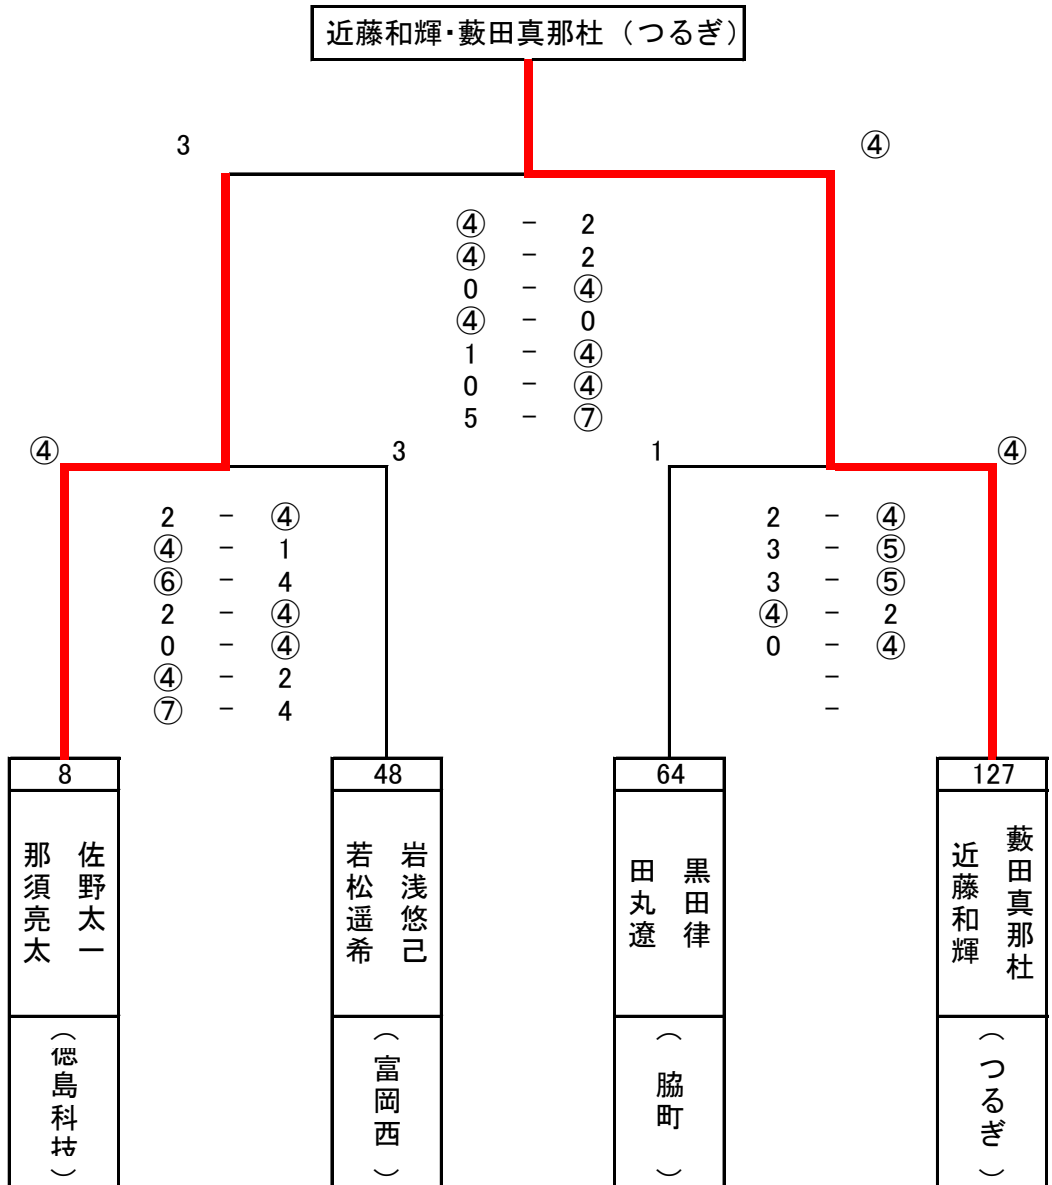 近藤和輝・藪田真那杜（つるぎ）
3 ④
④ － 2
④ － 2
0 － ④
④ － 0
1 － ④
0 － ④
5 － ⑦
④ 3 1 ④
2 － ④
④ － 1
⑥ － 4
2 － ④
0 － ④
④ － 2
⑦ － 4
2 － ④
3 － ⑤
3 － ⑤
④ － 2
0 － ④
－
－
8
佐野太一
那須亮太
（徳島科技）
48
岩浅悠己
若松遥希
（富岡西）
64
黒田律
田丸遼
（脇町）
127
藪田真那杜
近藤和輝
（つるぎ）